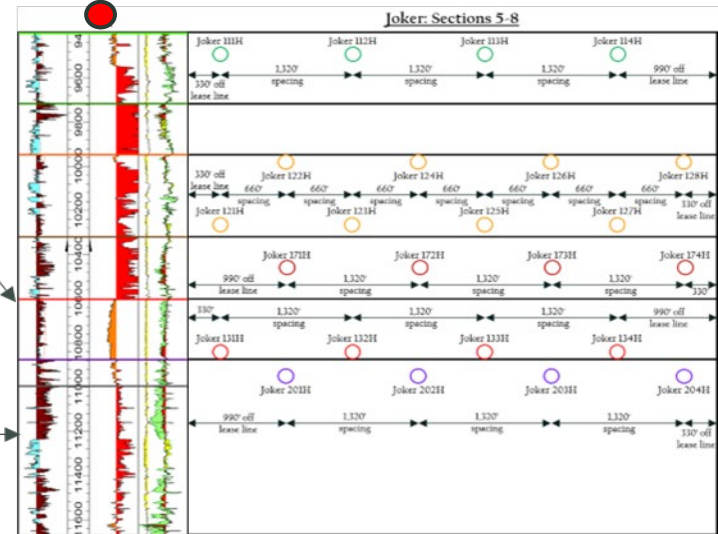 Joker: Sections 5-8
Joker 111H Joker 112H Joker 113H Joker 114H
330' off
lease line
1,320'
spacing
1,320'
spacing
1,320'
spacing
990' off
lease line
330' off
lease line
Joker 122H Joker 124H Joker 126H Joker 128H
660'
spacing
660'
spacing
660'
spacing
660'
spacing
660'
spacing
660'
spacing
660'
spacing
330' off
lease line
Joker 121H Joker 123H Joker 125H Joker 127H
Joker 171H Joker 172H Joker 173H Joker 174H
990' off
lease line
1,320'
spacing
1,320'
spacing
1,320'
spacing
330'
330'
1,320'
spacing
1,320'
spacing
1,320'
spacing
990' off
lease line
Joker 131H Joker 132H Joker 133H Joker 134H
Joker 201H Joker 202H Joker 203H Joker 204H
990' off
lease line
1,320'
spacing
1,320'
spacing
1,320'
spacing
330' off
lease line
94
9600
9800
10000
10200
10400
10600
10800
11000
11200
11400
11600